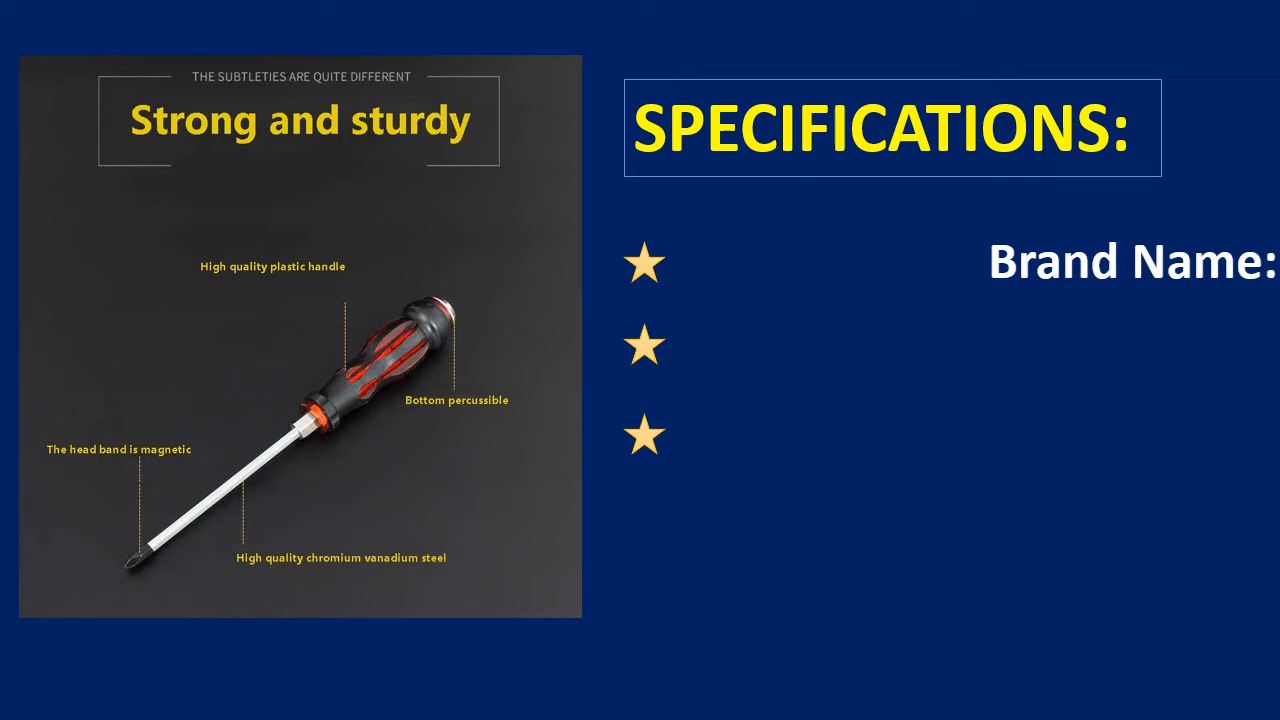 THE SUBTLETIES ARE QUITE DIFFERENT
Strong and sturdy
High quality plastic handle
Bottom percussible
The head band is magnetic
High quality chromium vanadium steel
SPECIFICATIONS:
Brand Name: